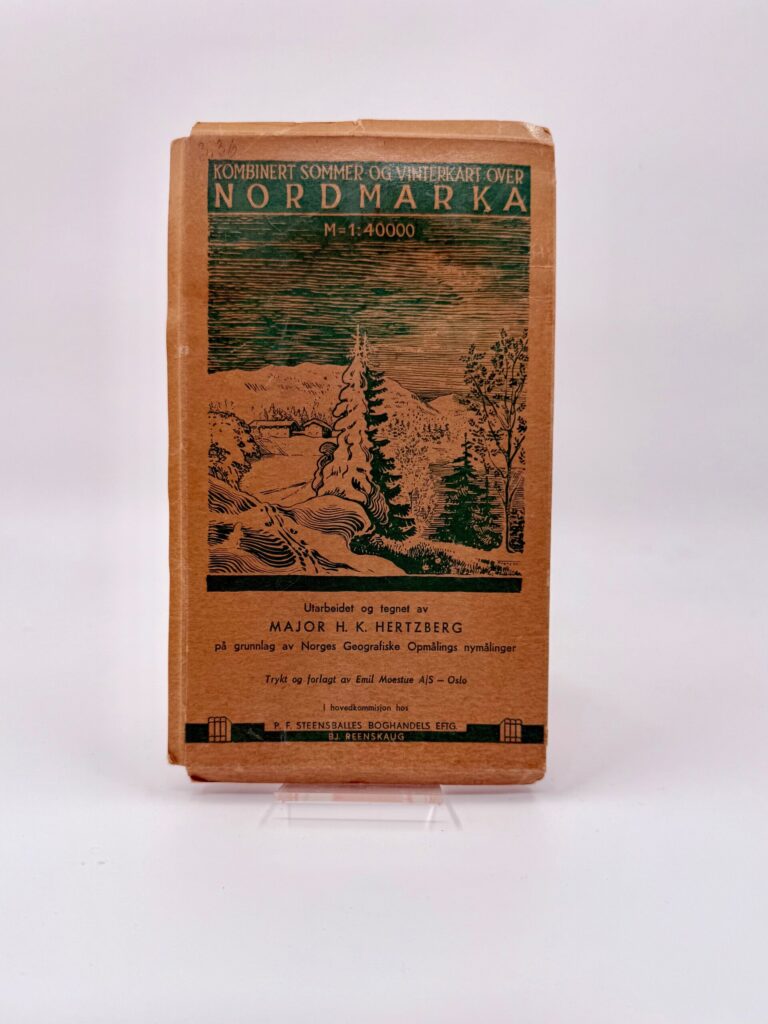 KOMBINERT SOMMER OG VINTERKART OVER
NORDMARKA
M=1:40000
Utarbeidet og tegnet av
MAJOR H. K. HERTZBERG
på grunnlag av Norges Geografiske Opmålings nymålinger
Trykt og forlagt av Emil Moestue A/S — Oslo
I hovedkommisjon hos
P. F. STEENSBALLES BOGHANDELS EFTG.
BJ. REENSKAUG